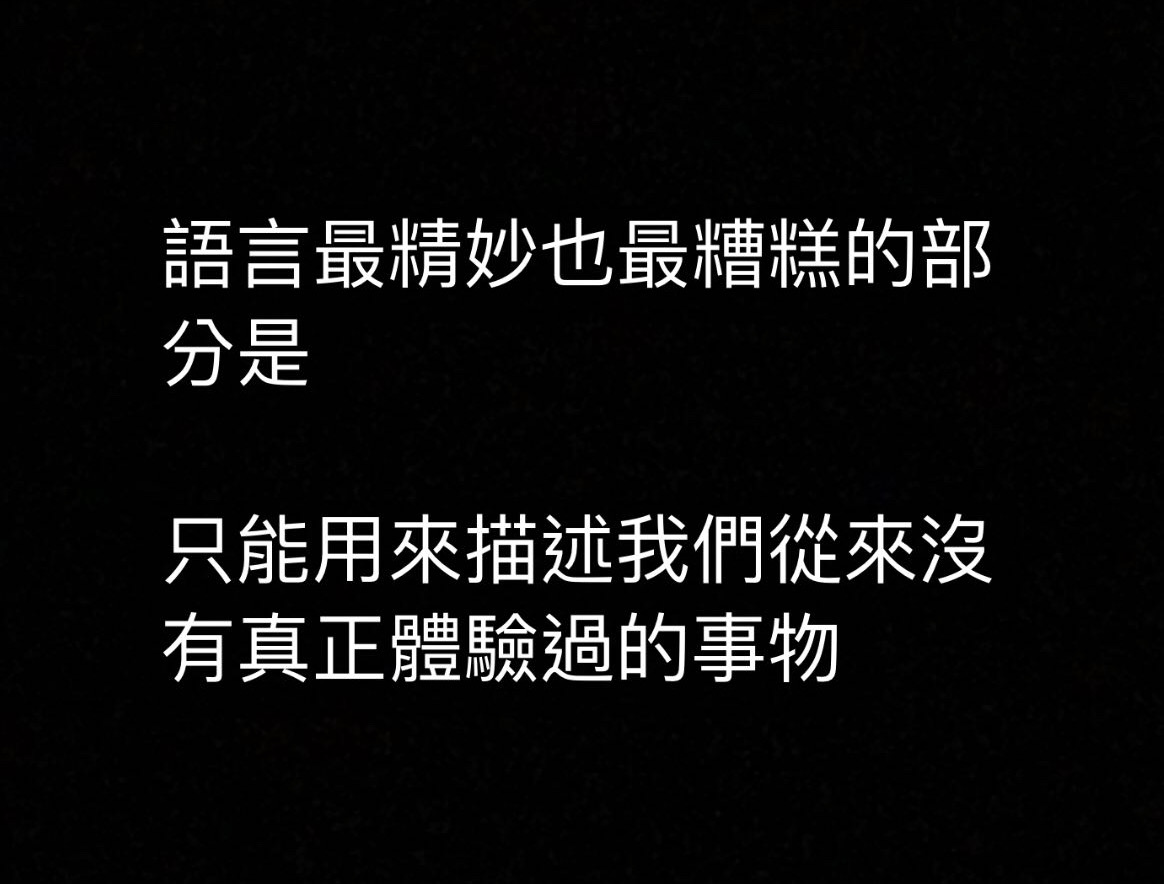 語言最精妙也最糟糕的部
分是
只能用來描述我們從來沒
有真正體驗過的事物